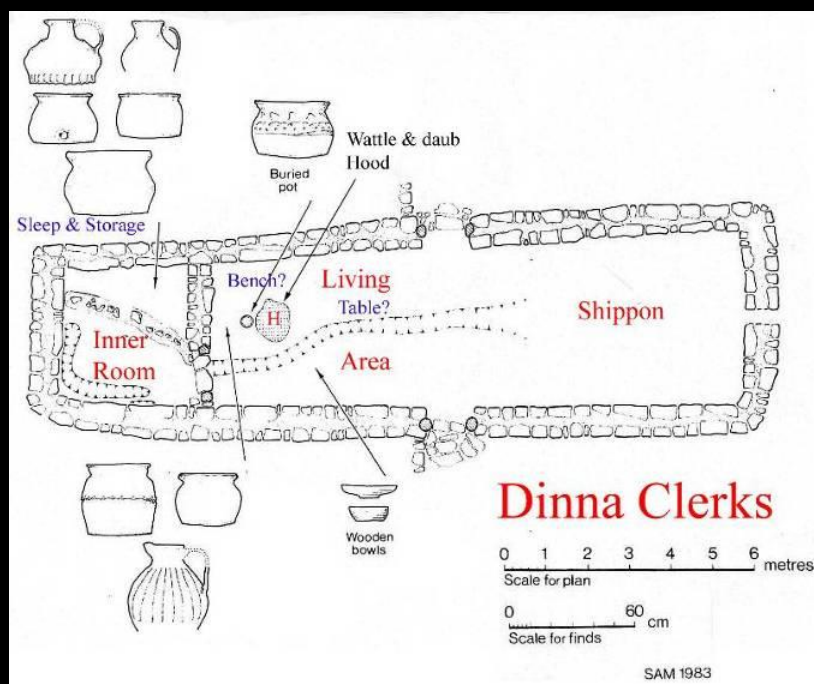 Wattle & daub
Hood
Buried
pot
Sleep & Storage
Bench?
Living
Table?
H
Shippon
Inner
Room
Area
Wooden
bowls
Dinna Clerks
0 1 2 3 4 5 6 metres
Scale for plan
0 60 cm
Scale for finds
SAM 1983